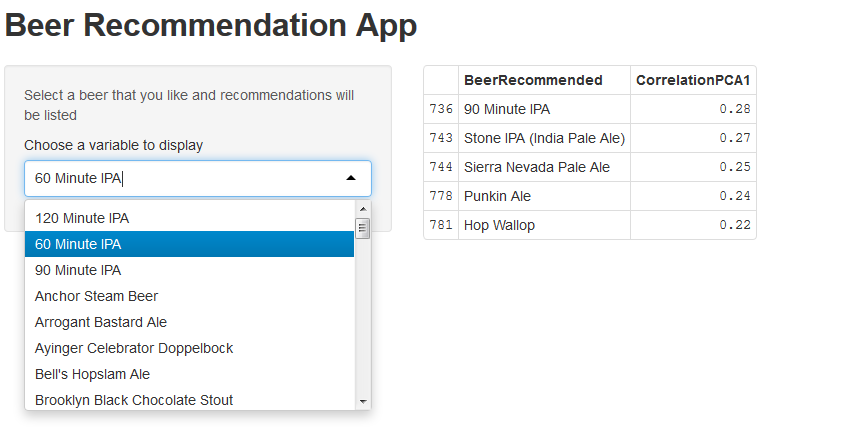 Beer Recommendation App
Select a beer that you like and recommendations will
be listed
Choose a variable to display
60 Minute IPA
120 Minute IPA
60 Minute IPA
90 Minute IPA
Anchor Steam Beer
Arrogant Bastard Ale
Ayinger Celebrator Doppelbock
Bell's Hopslam Ale
Brooklyn Black Chocolate Stout
BeerRecommended CorrelationPCA1
736 90 Minute IPA 0.28
743 Stone IPA (India Pale Ale) 0.27
744 Sierra Nevada Pale Ale 0.25
778 Punkin Ale 0.24
781 Hop Wallop 0.22